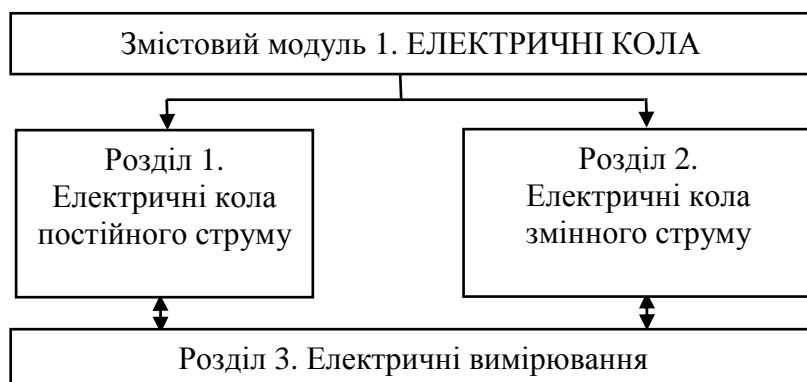 Змістовий модуль 1. ЕЛЕКТРИЧНІ КОЛА
Розділ 1.
Електричні кола
постійного струму
Розділ 2.
Електричні кола
змінного струму
Розділ 3. Електричні вимірювання